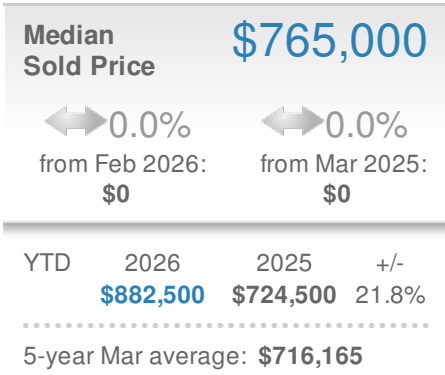 Median
Sold Price
$765,000
0.0% 0.0%
from Feb 2026: from Mar 2025:
$0 $0
YTD 2026 2025 +/-
$882,500 $724,500 21.8%
5-year Mar average: $716,165